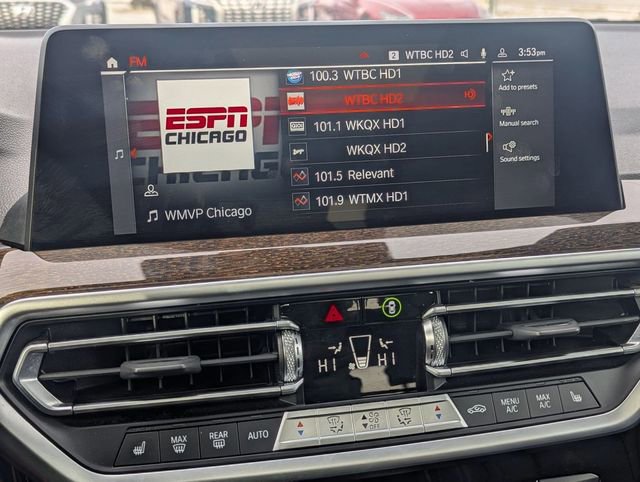 FM
2 WTBC HD2
3:53pm
ESPN
CHICAGO
WMVP Chicago
100.3 WTBC HD1
WTBC HD2
101.1 WKQX HD1
WKQX HD2
101.5 Relevant
101.9 WTMX HD1
Add to presets
Manual search
Sound settings
HI HI
MAX
REAR
AUTO
OFF
MENU
A/C
MAX
A/C